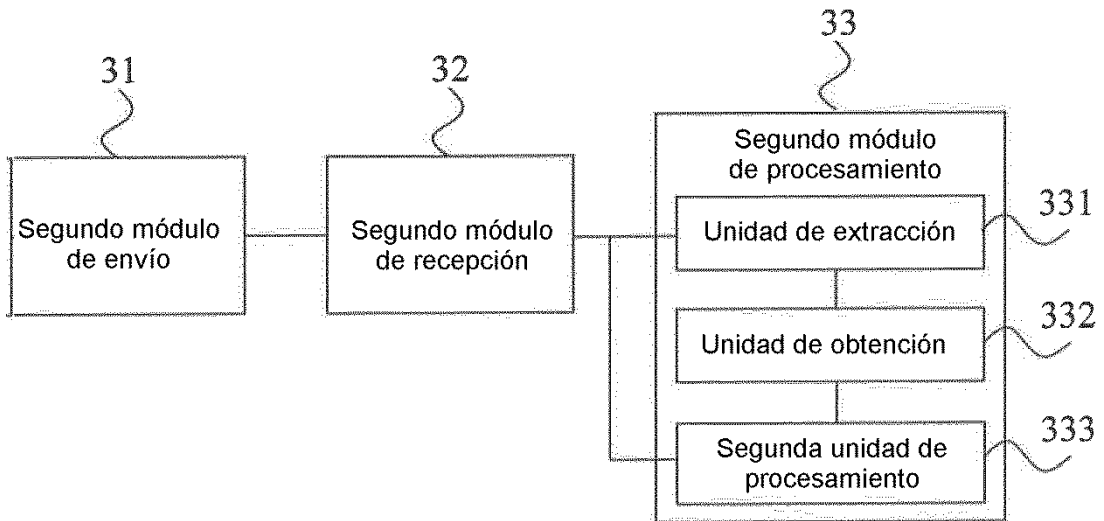 31
32
33
Segundo módulo
de envío
Segundo módulo
de recepción
Segundo módulo
de procesamiento
Unidad de extracción
331
Unidad de obtención
332
Segunda unidad de
procesamiento
333